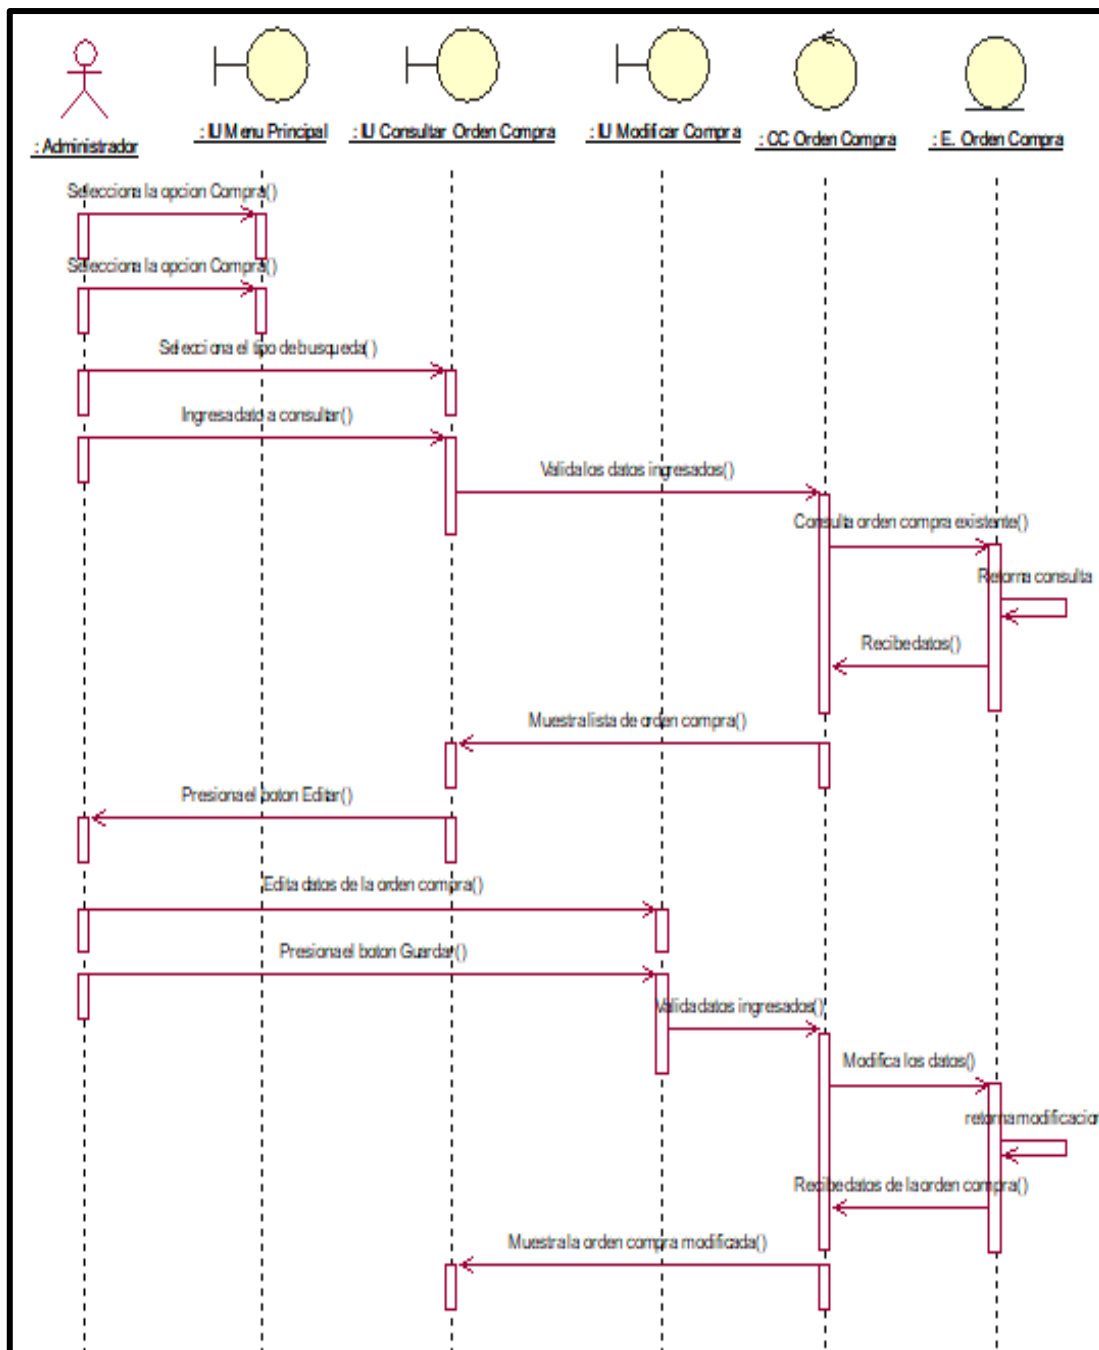 : Administrador
: IU Menu Principal
: IU Consultar Orden Compra
: IU Modificar Compra
: CC Orden Compra
: E. Orden Compra
Selecciona la opcion Compra()
Selecciona la opcion Compra()
Selecciona el tipo de busqueda()
Ingresa dato a consultar()
Valida los datos ingresados()
Consulta orden compra existente()
Retorna consulta
Recibe datos()
Muestra lista de orden compra()
Presiona el boton Editar()
Edita datos de la orden compra()
Presiona el boton Guardar()
Valida datos ingresados()
Modifica los datos()
retorna modificacion
Recibe datos de la orden compra()
Muestra la orden compra modificada()